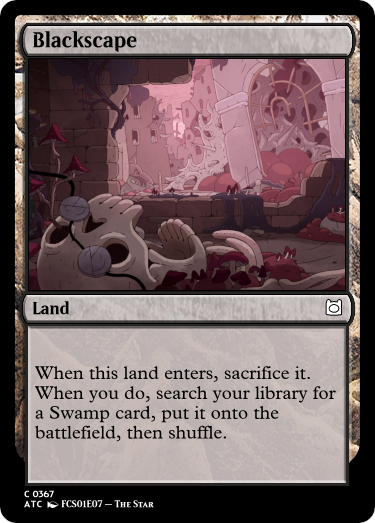 Blackscape
Land
When this land enters, sacrifice it.
When you do, search your library for
a Swamp card, put it onto the
battlefield, then shuffle.
C 0367
ATC FCS01E07 — The Star